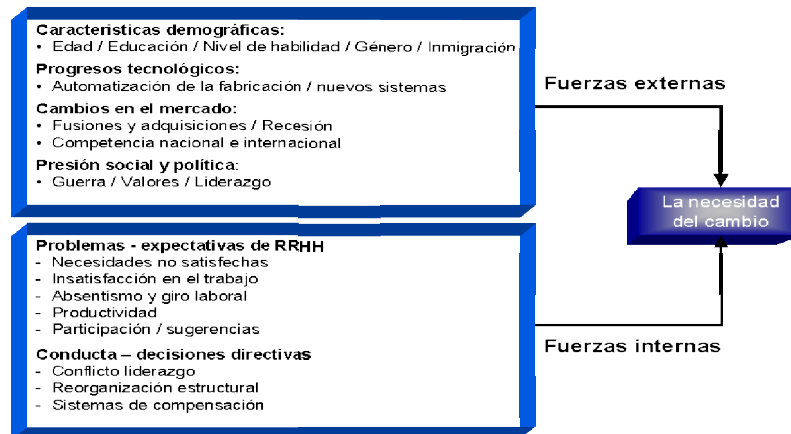 Características demográficas:
• Edad / Educación / Nivel de habilidad / Género / Inmigración
Progresos tecnológicos:
• Automatización de la fabricación / nuevos sistemas
Cambios en el mercado:
• Fusiones y adquisiciones / Recesión
• Competencia nacional e internacional
Presión social y política:
• Guerra / Valores / Liderazgo
Fuerzas externas
La necesidad
del cambio
Problemas - expectativas de RRHH
- Necesidades no satisfechas
- Insatisfacción en el trabajo
- Absentismo y giro laboral
- Productividad
- Participación / sugerencias
Conducta – decisiones directivas
- Conflicto liderazgo
- Reorganización estructural
- Sistemas de compensación
Fuerzas internas